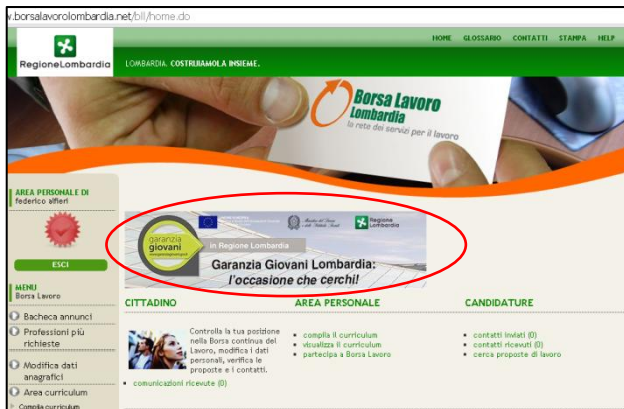 w.borsalavorolombardia.net/bll/home.do
HOME GLOSSARIO CONTATTI STAMPA HELP
RegioneLombardia
LOMBARDIA. COSTRUIAMOLA INSIEME.
Borsa Lavoro
Lombardia
la rete dei servizi per il lavoro
AREA PERSONALE DI
federico alfieri
ESCI
MENU
Borsa Lavoro
Bacheca annunci
Professioni più
richieste
Modifica dati
anagrafici
Area curriculum
Compila curriculum
Regione
Lombardia
garanzia
giovani
in Regione Lombardia
Garanzia Giovani Lombardia:
l'occasione che cerchi!
CITTADINO
Controlla la tua posizione
nella Borsa continua del
Lavoro, modifica i dati
personali, verifica le
proposte e i contatti.
comunicazioni ricevute (0)
AREA PERSONALE
compila il curriculum
visualizza il curriculum
partecipa a Borsa Lavoro
CANDIDATURE
contatti inviati (0)
contatti ricevuti (0)
cerca proposte di lavoro